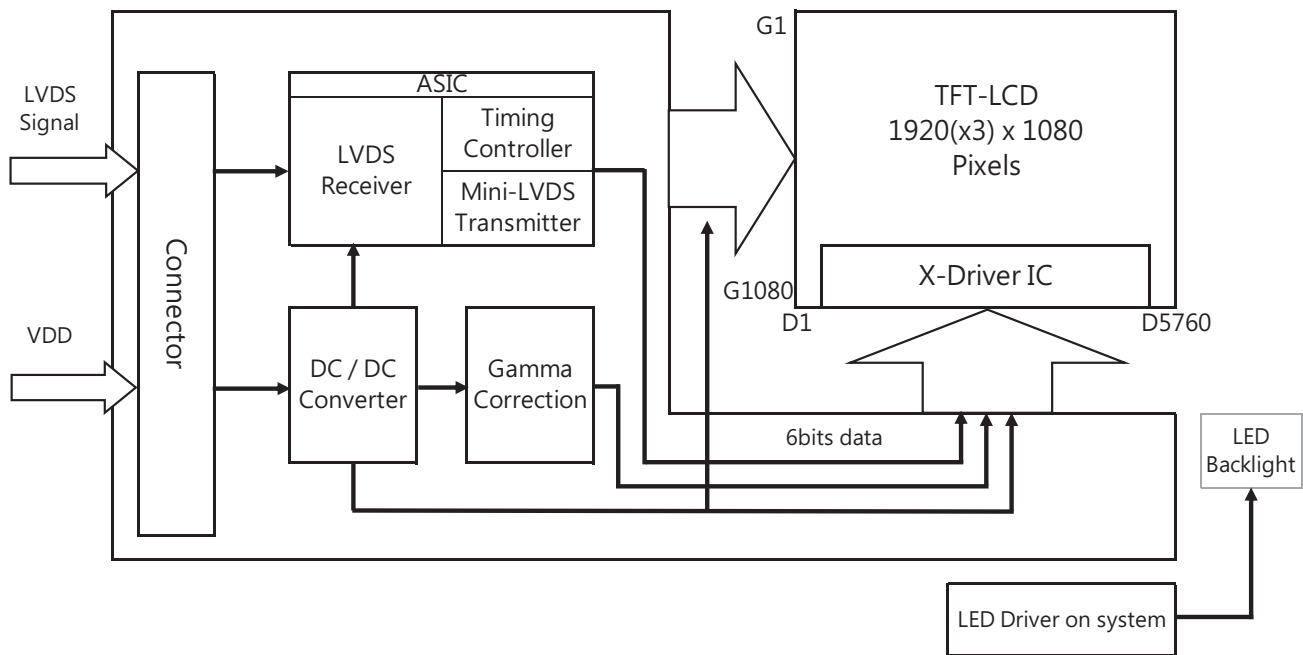 G1
ASIC
LVDS
Signal
TFT-LCD
1920(x3) x 1080
Pixels
Timing
Controller
LVDS
Receiver
Mini-LVDS
Transmitter
Connector
X-Driver IC
G1080
D1
D5760
VDD
DC / DC
Converter
Gamma
Correction
6bits data
LED
Backlight
LED Driver on system